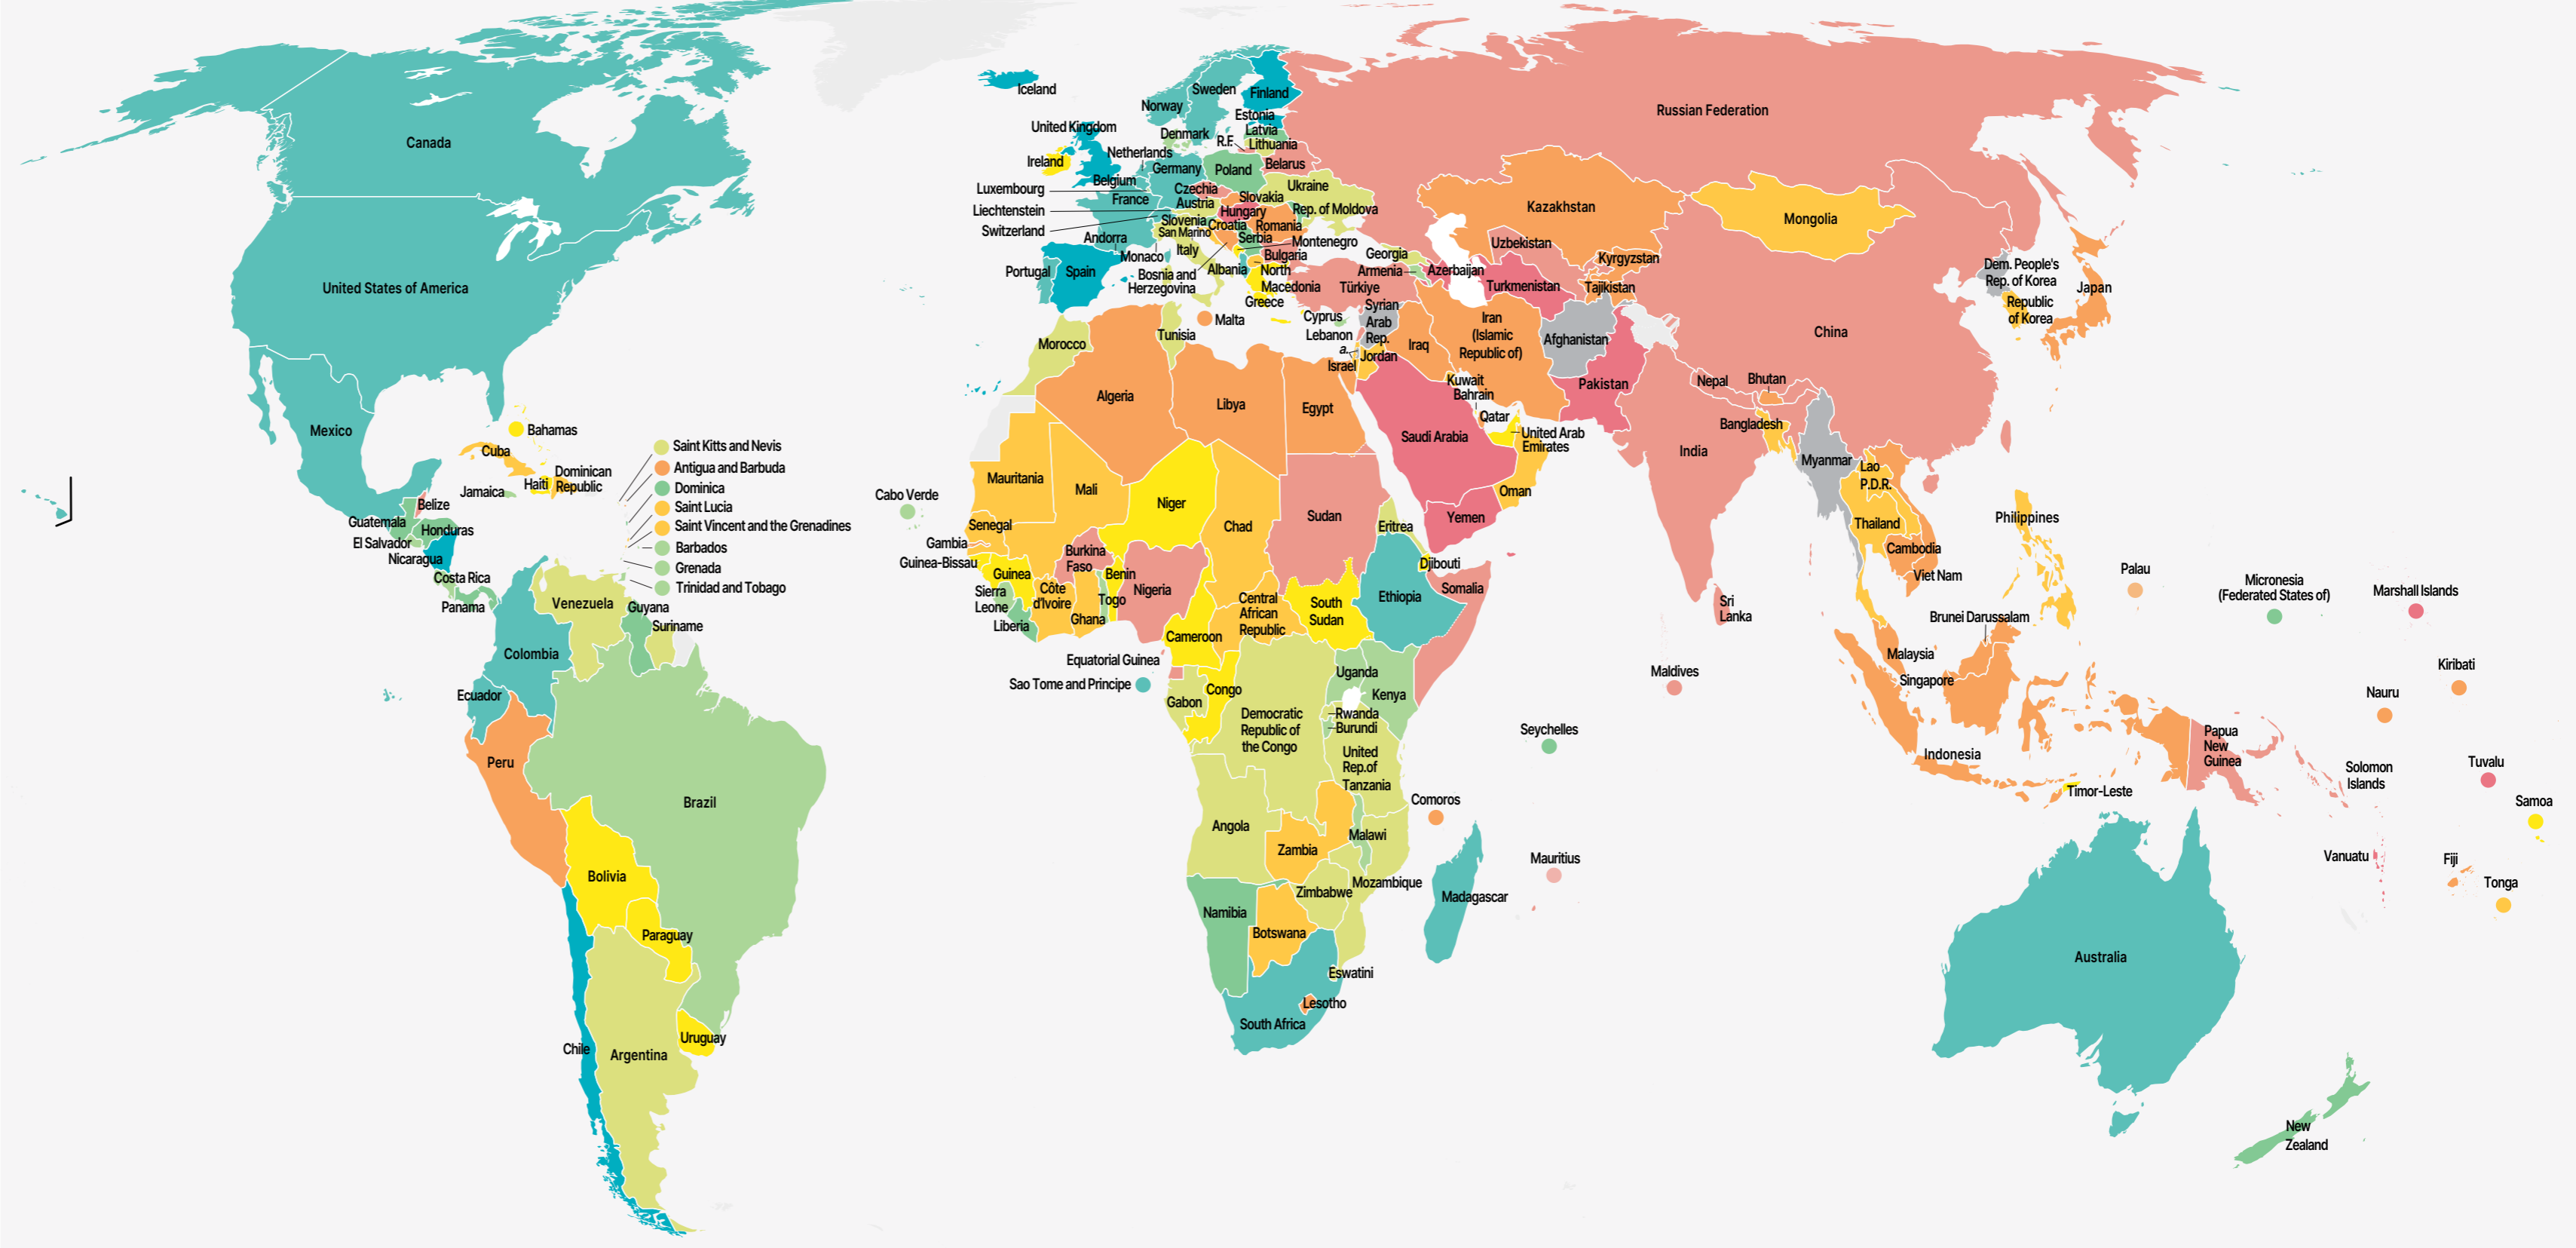 Iceland
Sweden
Finland
Norway
Estonia
United Kingdom
Latvia
Denmark
R.F.
Lithuania
Ireland
Netherlands
Germany
Poland
Belarus
Belgium
Luxembourg
Czechia
Ukraine
France
Slovakia
Austria
Liechtenstein
Hungary
Rep. of Moldova
Slovenia
Croatia
Romania
Switzerland
San Marino
Andorra
Serbia
Montenegro
Italy
Monaco
Bulgaria
Portugal
Spain
Bosnia and
Herzegovina
Albania
North
Macedonia
Greece
Georgia
Armenia
Azerbaijan
Türkiye
Malta
Cyprus
Syrian
Arab
Rep.
Lebanon
a.
Israel
Jordan
Russian Federation
Kazakhstan
Mongolia
Uzbekistan
Kyrgyzstan
Turkmenistan
Tajikistan
Dem. People's
Rep. of Korea
Republic
of Korea
Japan
China
Iran
(Islamic
Republic of)
Iraq
Afghanistan
Pakistan
Kuwait
Bahrain
Qatar
United Arab
Emirates
Saudi Arabia
Oman
Yemen
Nepal
Bhutan
Bangladesh
India
Myanmar
Lao
P.D.R.
Thailand
Cambodia
Viet Nam
Philippines
Sri
Lanka
Maldives
Brunei Darussalam
Malaysia
Singapore
Indonesia
Timor-Leste
Palau
Micronesia
(Federated States of)
Marshall Islands
Kiribati
Nauru
Papua
New
Guinea
Solomon
Islands
Tuvalu
Samoa
Vanuatu
Fiji
Tonga
Australia
New
Zealand
Canada
United States of America
Mexico
Bahamas
Cuba
Dominican
Republic
Haiti
Jamaica
Belize
Guatemala
Honduras
El Salvador
Nicaragua
Costa Rica
Panama
Saint Kitts and Nevis
Antigua and Barbuda
Dominica
Saint Lucia
Saint Vincent and the Grenadines
Barbados
Grenada
Trinidad and Tobago
Venezuela
Guyana
Suriname
Colombia
Ecuador
Peru
Brazil
Bolivia
Paraguay
Uruguay
Chile
Argentina
Morocco
Tunisia
Algeria
Libya
Egypt
Cabo Verde
Mauritania
Mali
Niger
Chad
Sudan
Eritrea
Senegal
Gambia
Guinea-Bissau
Guinea
Burkina
Faso
Benin
Nigeria
Djibouti
Somalia
Ethiopia
Sierra
Leone
Côte
d'Ivoire
Togo
Ghana
Liberia
Central
African
Republic
South
Sudan
Cameroon
Equatorial Guinea
Sao Tome and Principe
Gabon
Congo
Uganda
Kenya
Rwanda
Burundi
Democratic
Republic of
the Congo
United
Rep.of
Tanzania
Seychelles
Comoros
Angola
Zambia
Malawi
Mozambique
Zimbabwe
Mauritius
Madagascar
Namibia
Botswana
Eswatini
Lesotho
South Africa